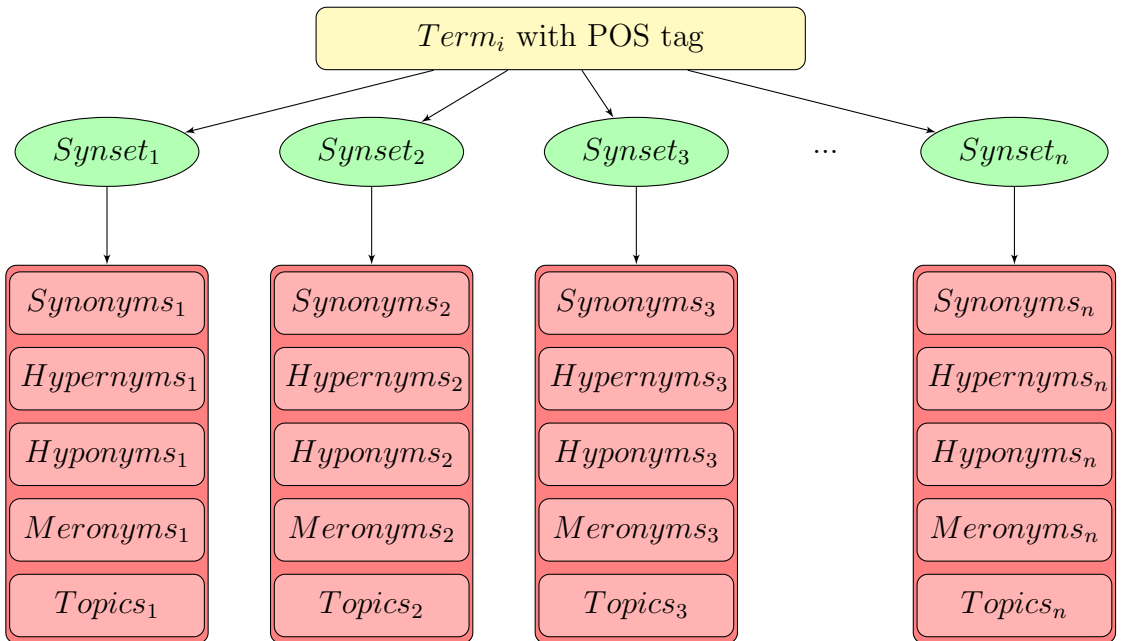 Term_i with POS tag
Synset_1 Synset_2 Synset_3 ... Synset_n
Synonyms_1 Synonyms_2 Synonyms_3 Synonyms_n
Hypernyms_1 Hypernyms_2 Hypernyms_3 Hypernyms_n
Hyponyms_1 Hyponyms_2 Hyponyms_3 Hyponyms_n
Meronyms_1 Meronyms_2 Meronyms_3 Meronyms_n
Topics_1 Topics_2 Topics_3 Topics_n